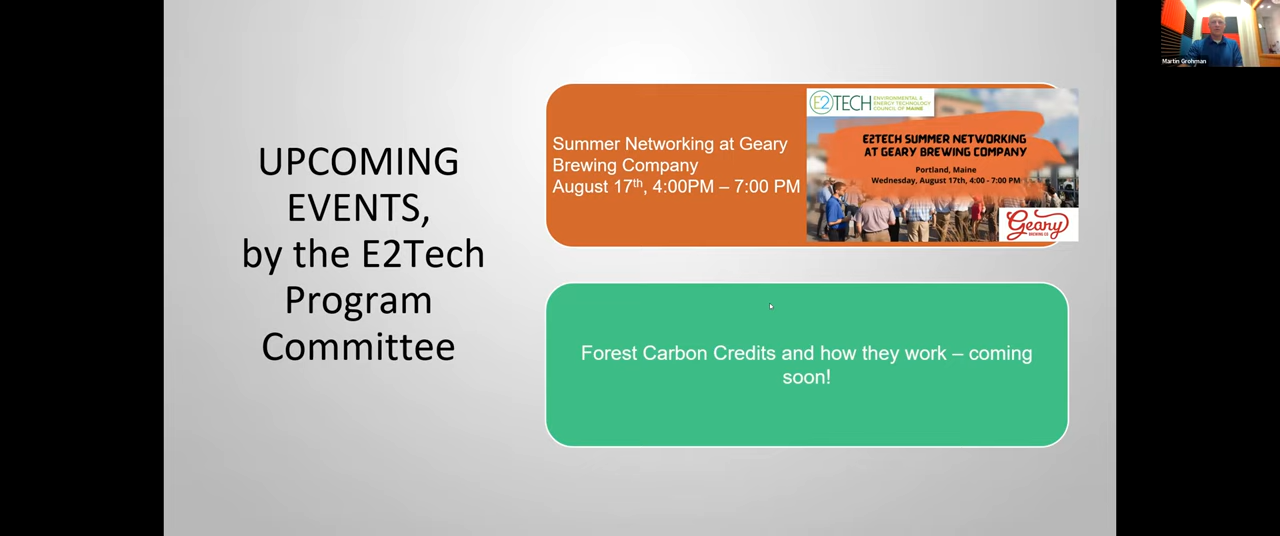 UPCOMING
EVENTS,
by the E2Tech
Program
Committee
Summer Networking at Geary
Brewing Company
August 17th, 4:00PM – 7:00 PM
E2TECH
ENVIRONMENTAL &
ENERGY TECHNOLOGY
COUNCIL OF MAINE
E2TECH SUMMER NETWORKING
AT GEARY BREWING COMPANY
Portland, Maine
Wednesday, August 17th, 4:00 - 7:00 PM
Geary
BREWING CO.
Forest Carbon Credits and how they work – coming
soon!
Martin Grohman